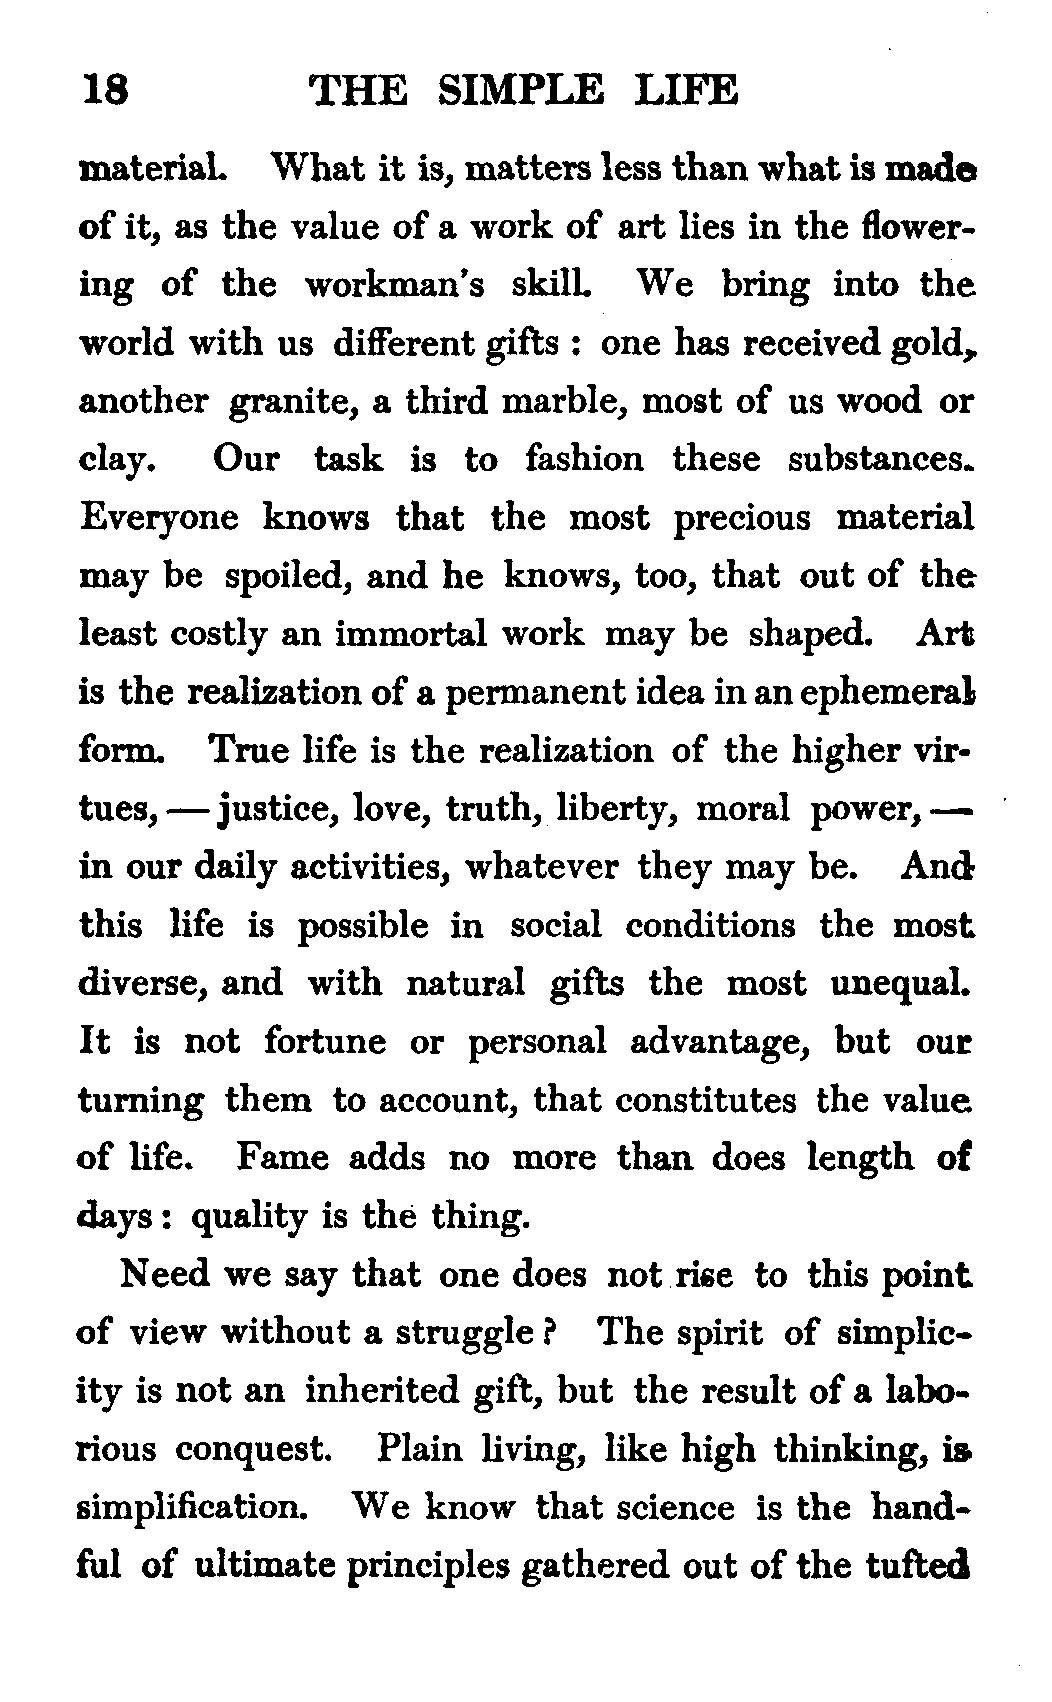 18 THE SIMPLE LIFE
material. What it is, matters less than what is made
of it, as the value of a work of art lies in the flower-
ing of the workman's skill. We bring into the
world with us different gifts : one has received gold,
another granite, a third marble, most of us wood or
clay. Our task is to fashion these substances.
Everyone knows that the most precious material
may be spoiled, and he knows, too, that out of the
least costly an immortal work may be shaped. Art
is the realization of a permanent idea in an ephemeral
form. True life is the realization of the higher vir-
tues, — justice, love, truth, liberty, moral power, —
in our daily activities, whatever they may be. And
this life is possible in social conditions the most
diverse, and with natural gifts the most unequal.
It is not fortune or personal advantage, but our
turning them to account, that constitutes the value
of life. Fame adds no more than does length of
days : quality is the thing.
Need we say that one does not rise to this point
of view without a struggle ? The spirit of simplic-
ity is not an inherited gift, but the result of a labo-
rious conquest. Plain living, like high thinking, is
simplification. We know that science is the hand-
ful of ultimate principles gathered out of the tufted